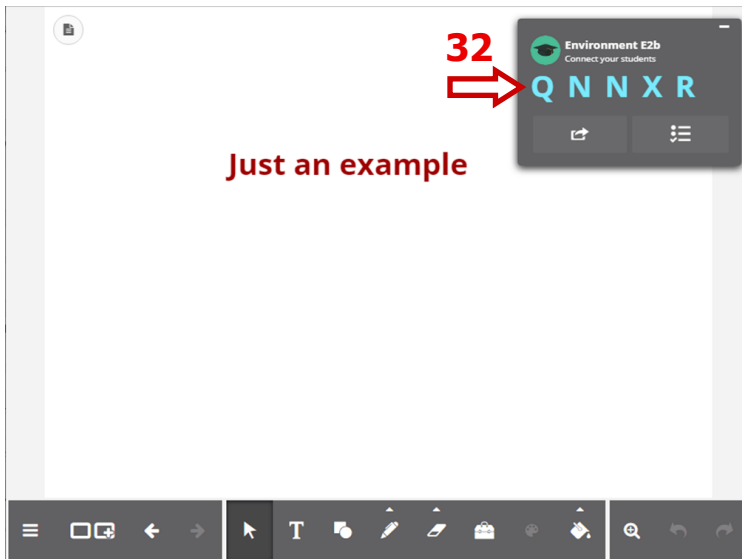 32
Environment E2b
Connect your students
Q N N X R
Just an example
T